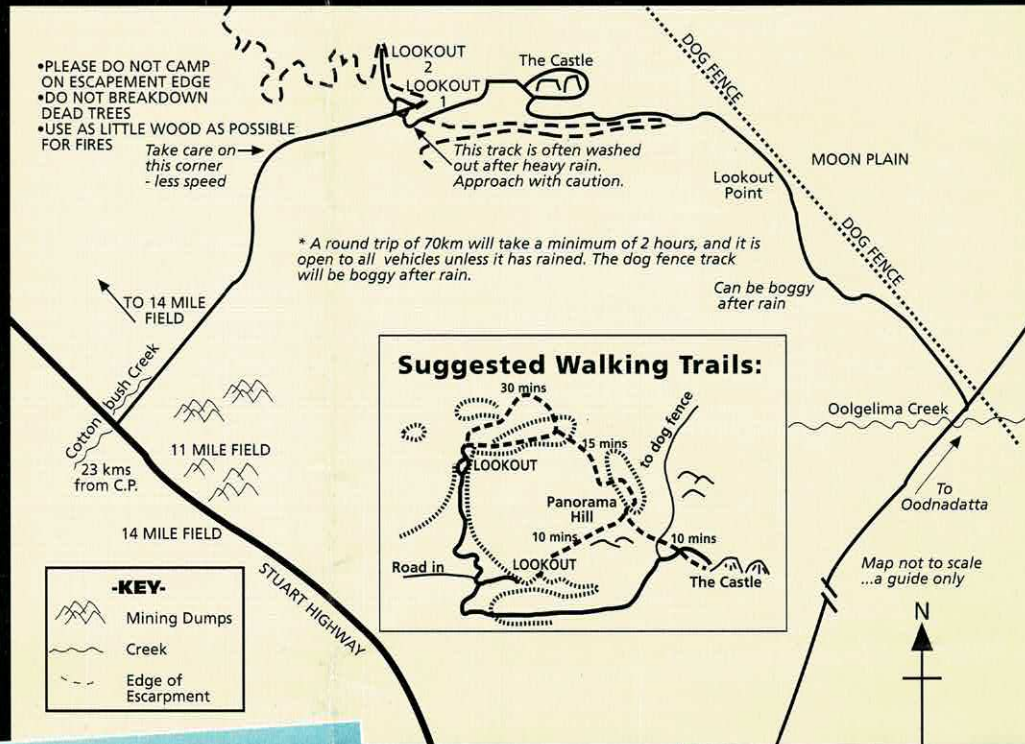 •PLEASE DO NOT CAMP
ON ESCAPEMENT EDGE
•DO NOT BREAKDOWN
DEAD TREES
•USE AS LITTLE WOOD AS POSSIBLE
FOR FIRES
LOOKOUT
2
LOOKOUT
1
The Castle
DOG FENCE
Take care on
this corner
- less speed
This track is often washed
out after heavy rain.
Approach with caution.
MOON PLAIN
Lookout
Point
DOG FENCE
* A round trip of 70km will take a minimum of 2 hours, and it is
open to all vehicles unless it has rained. The dog fence track
will be boggy after rain.
Can be boggy
after rain
TO 14 MILE
FIELD
Cotton bush Creek
11 MILE FIELD
23 kms
from C.P.
14 MILE FIELD
STUART HIGHWAY
Suggested Walking Trails:
30 mins
15 mins
to dog fence
LOOKOUT
Panorama
Hill
10 mins
10 mins
Road in
LOOKOUT
The Castle
Oolgelima Creek
To
Oodnadatta
Map not to scale
...a guide only
N
-KEY-
Mining Dumps
Creek
Edge of
Escarpment